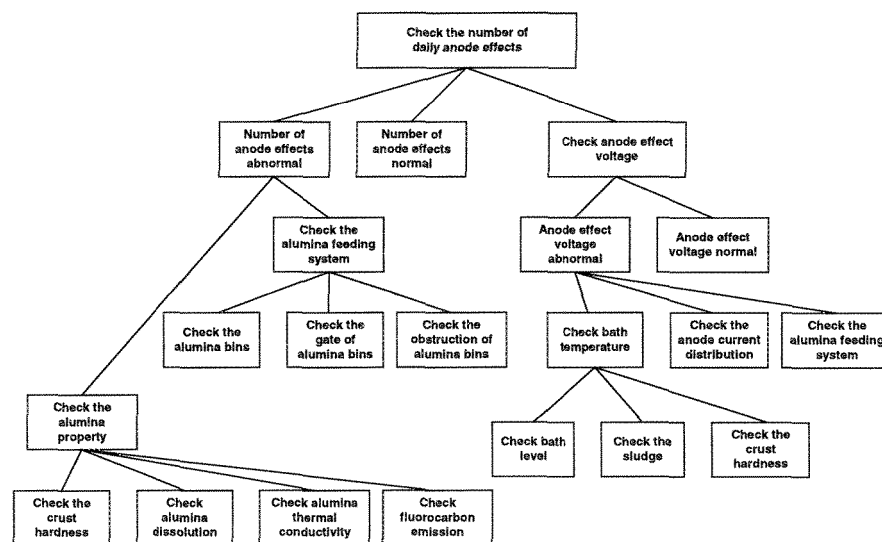 Check the number of
daily anode effects
Number of
anode effects
abnormal
Number of
anode effects
normal
Check anode effect
voltage
Check the
alumina feeding
system
Anode effect
voltage
abnormal
Anode effect
voltage normal
Check the
alumina bins
Check the
gate of
alumina bins
Check the
obstruction of
alumina bins
Check bath
temperature
Check the
anode current
distribution
Check the
alumina feeding
system
Check the
alumina
property
Check bath
level
Check the
sludge
Check the
crust
hardness
Check the
crust
hardness
Check
alumina
dissolution
Check alumina
thermal
conductivity
Check
fluorocarbon
emission